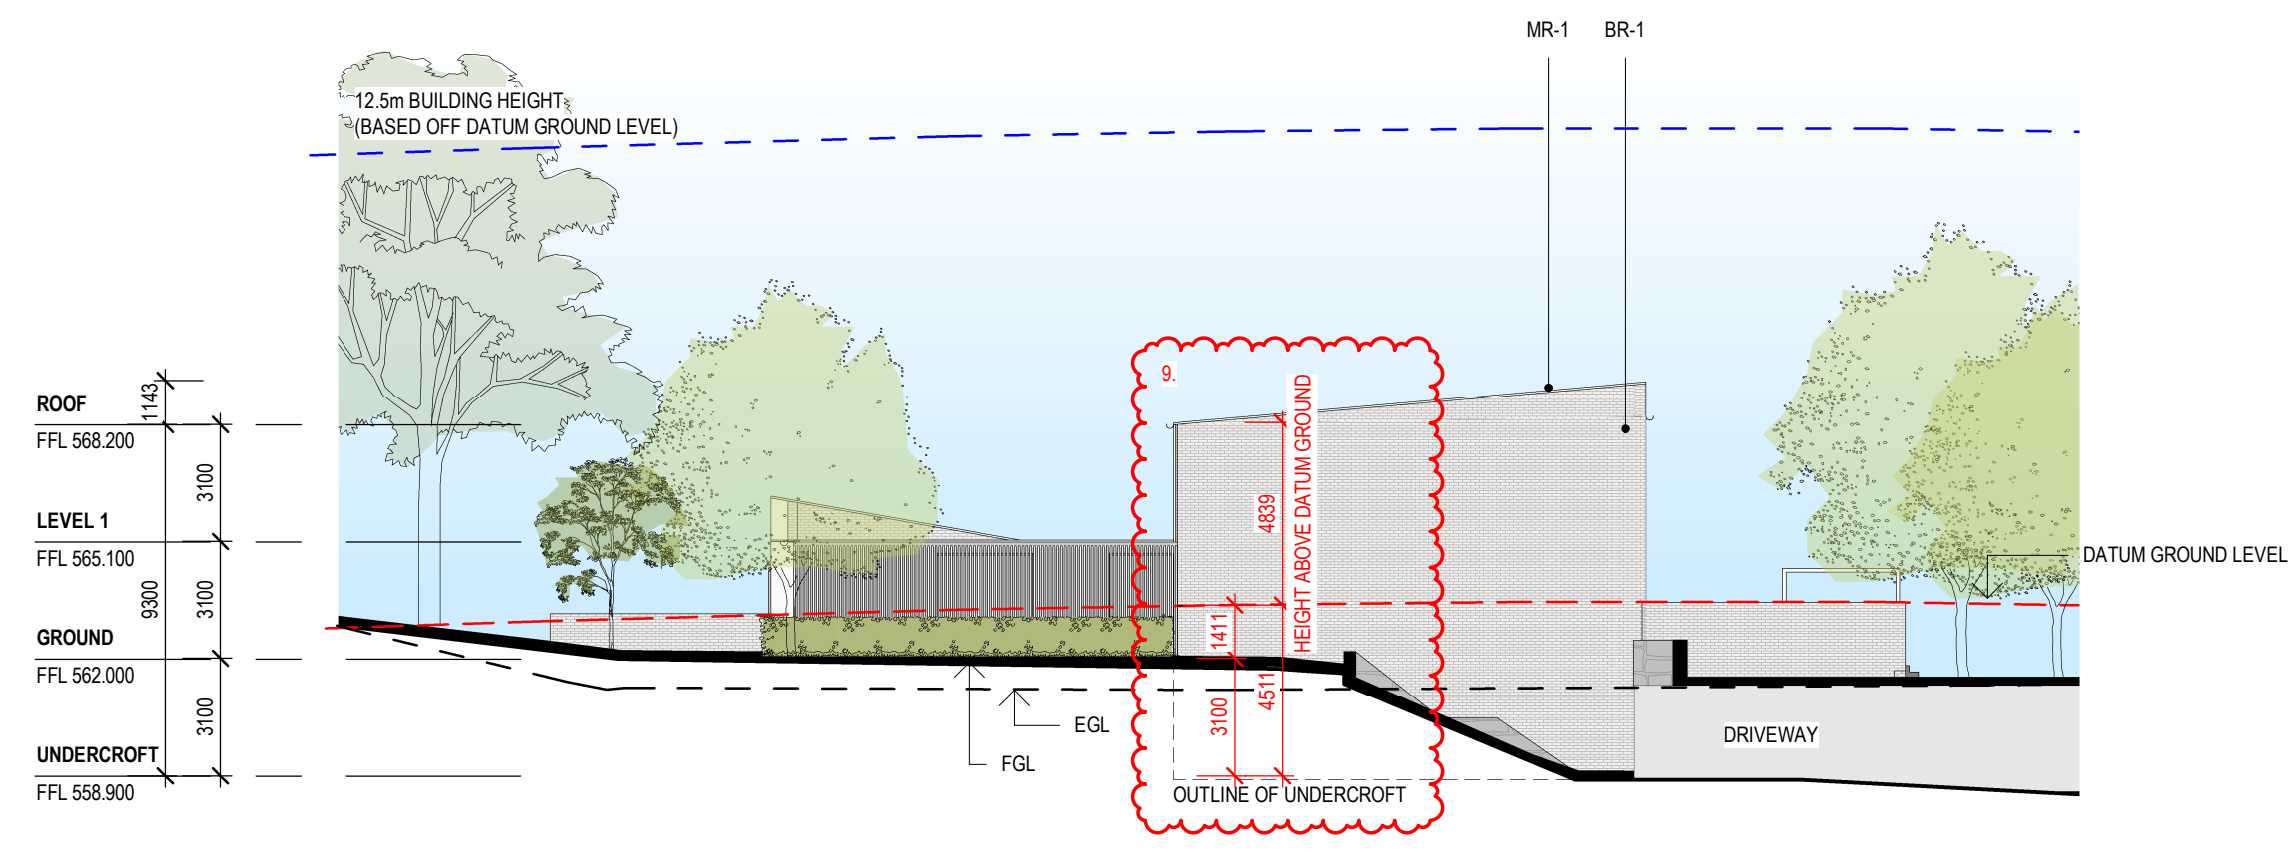 MR-1
BR-1
12.5m BUILDING HEIGHT
(BASED OFF DATUM GROUND LEVEL)
9.
ROOF
FFL 568.200
LEVEL 1
FFL 565.100
GROUND
FFL 562.000
UNDERCROFT
FFL 558.900
1143
9300
3100
3100
3100
4839
HEIGHT ABOVE DATUM GROUND
1411
4511
3100
DATUM GROUND LEVEL
EGL
FGL
DRIVEWAY
OUTLINE OF UNDERCROFT